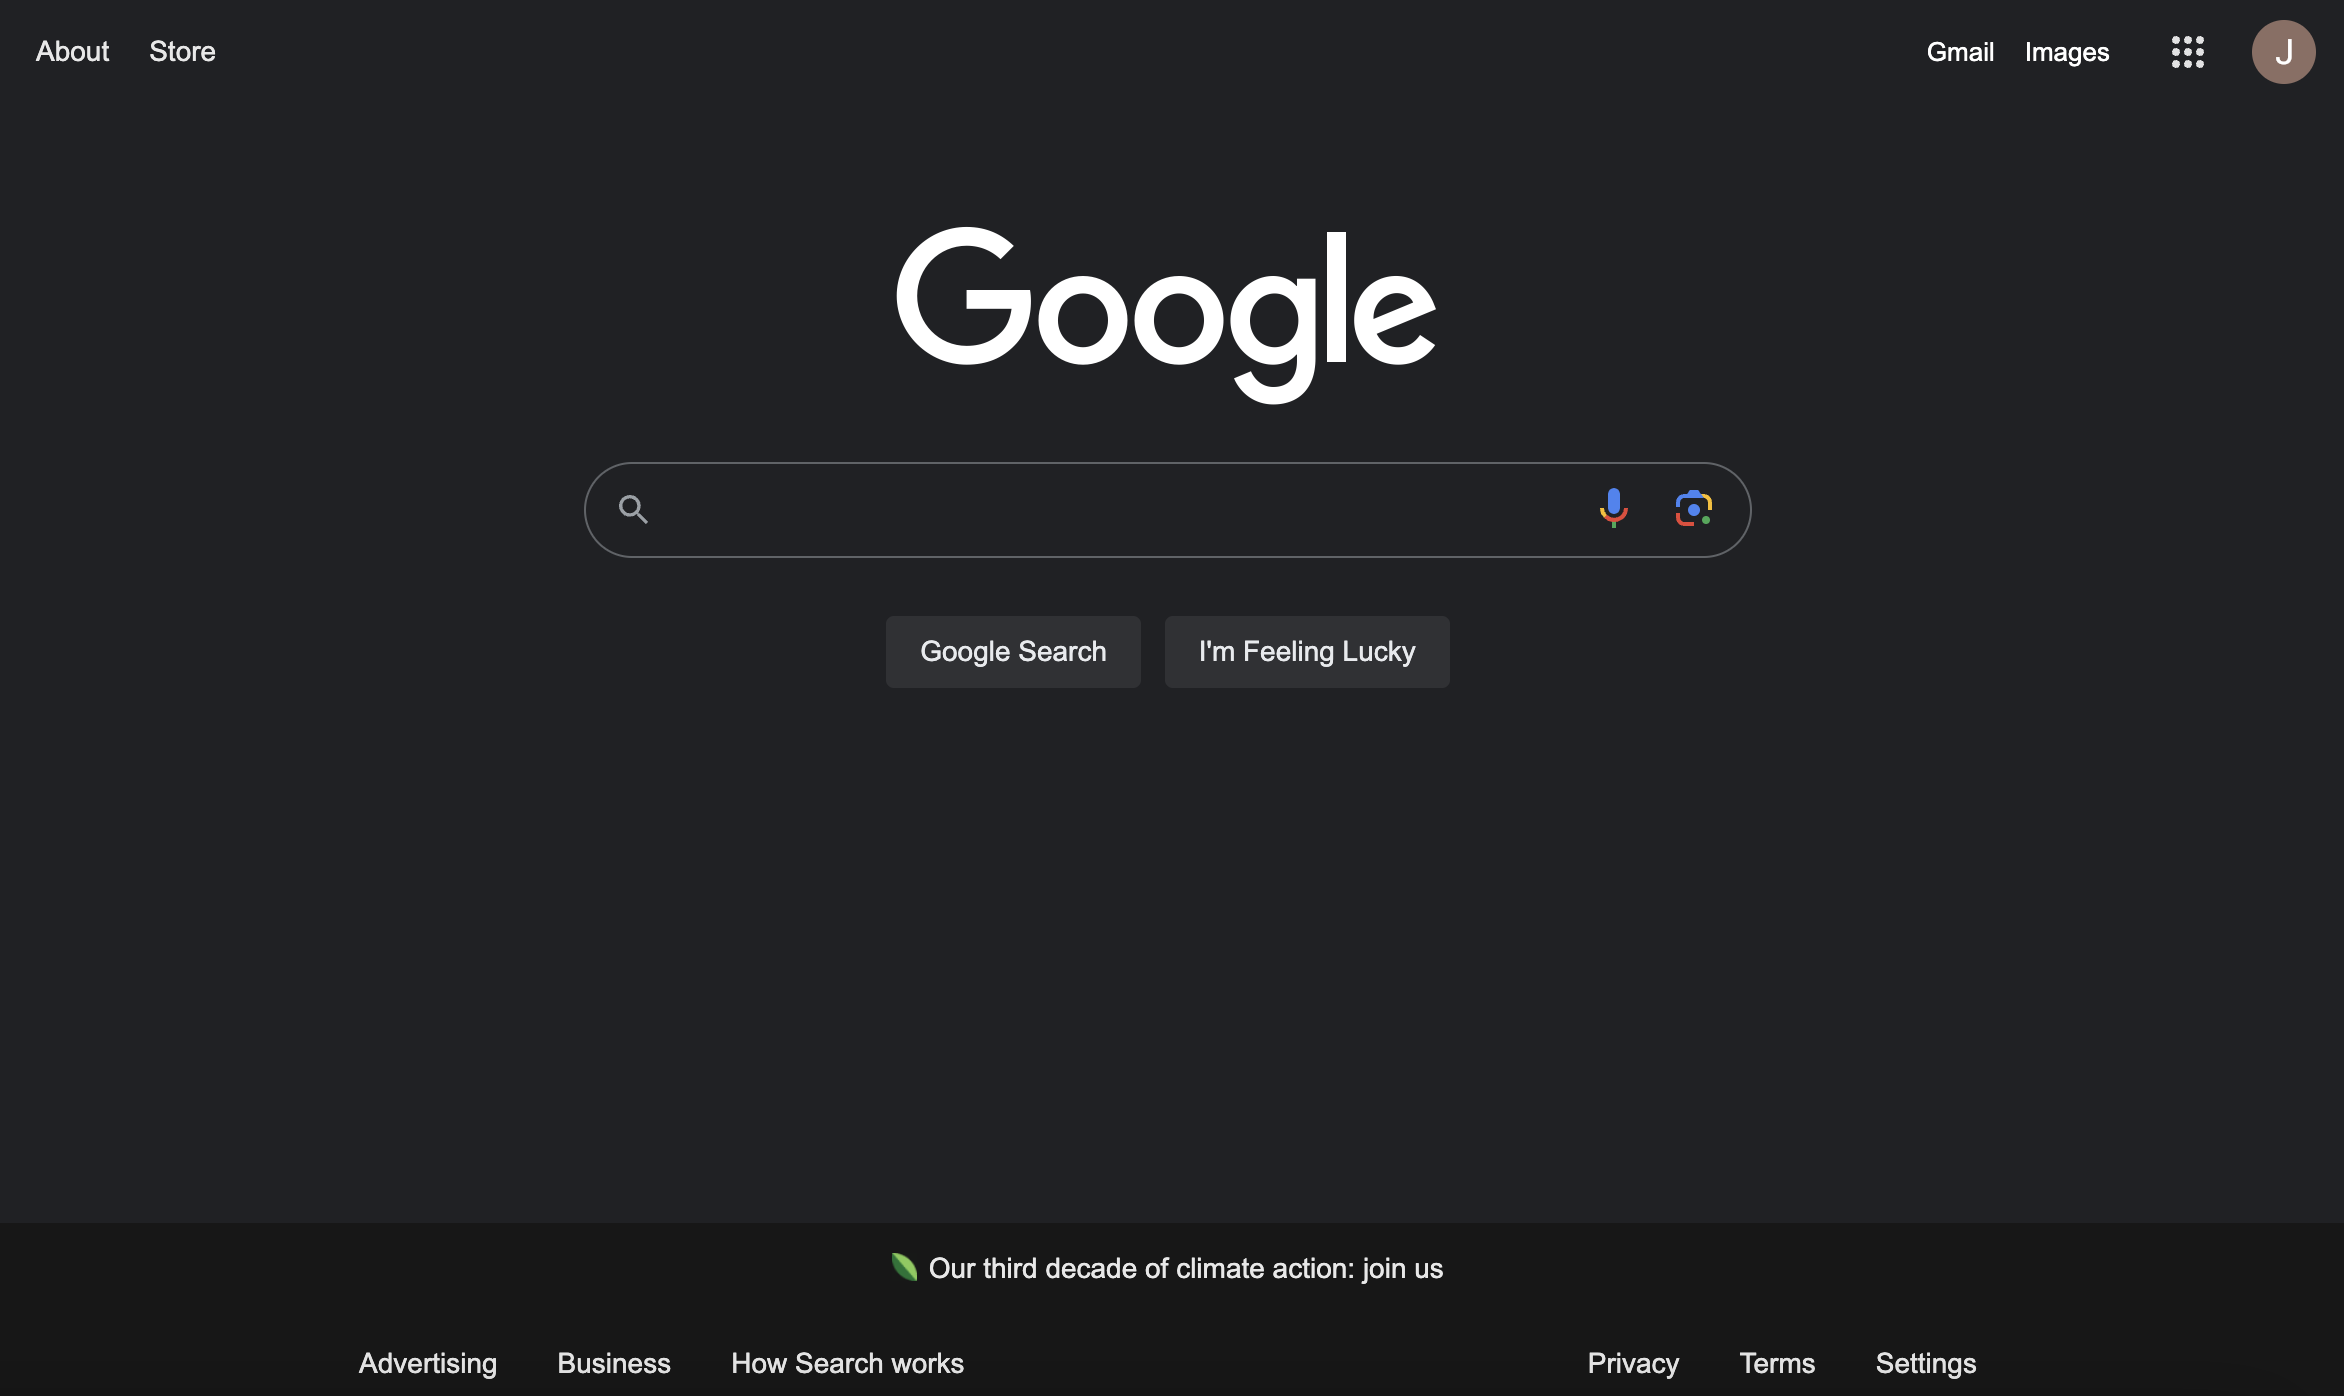 About Store Gmail Images J
Google
Google Search I'm Feeling Lucky
Our third decade of climate action: join us
Advertising Business How Search works Privacy Terms Settings